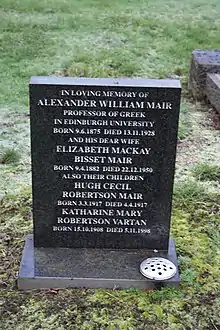 IN LOVING MEMORY OF
ALEXANDER WILLIAM MAIR
PROFESSOR OF GREEK
IN EDINBURGH UNIVERSITY
BORN 9.6.1875 DIED 13.11.1928
AND HIS DEAR WIFE
ELIZABETH MACKAY
BISSET MAIR
BORN 9.4.1882 DIED 22.12.1950
ALSO THEIR CHILDREN
HUGH CECIL
ROBERTSON MAIR
BORN 3.3.1917 DIED 4.4.1917
KATHARINE MARY
ROBERTSON VARTAN
BORN 15.10.1908 DIED 5.11.1998